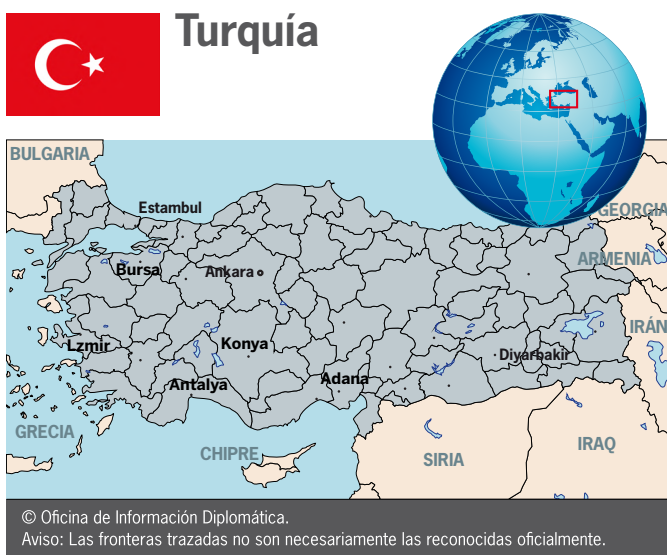 Turquía
BULGARIA
Estambul
GEORGIA
ARMENIA
Bursa
Ankara
IRÁN
Lzmir
Konya
Diyarbakir
Antalya
Adana
GRECIA
CHIPRE
SIRIA
IRAQ
© Oficina de Información Diplomática.
Aviso: Las fronteras trazadas no son necesariamente las reconocidas oficialmente.